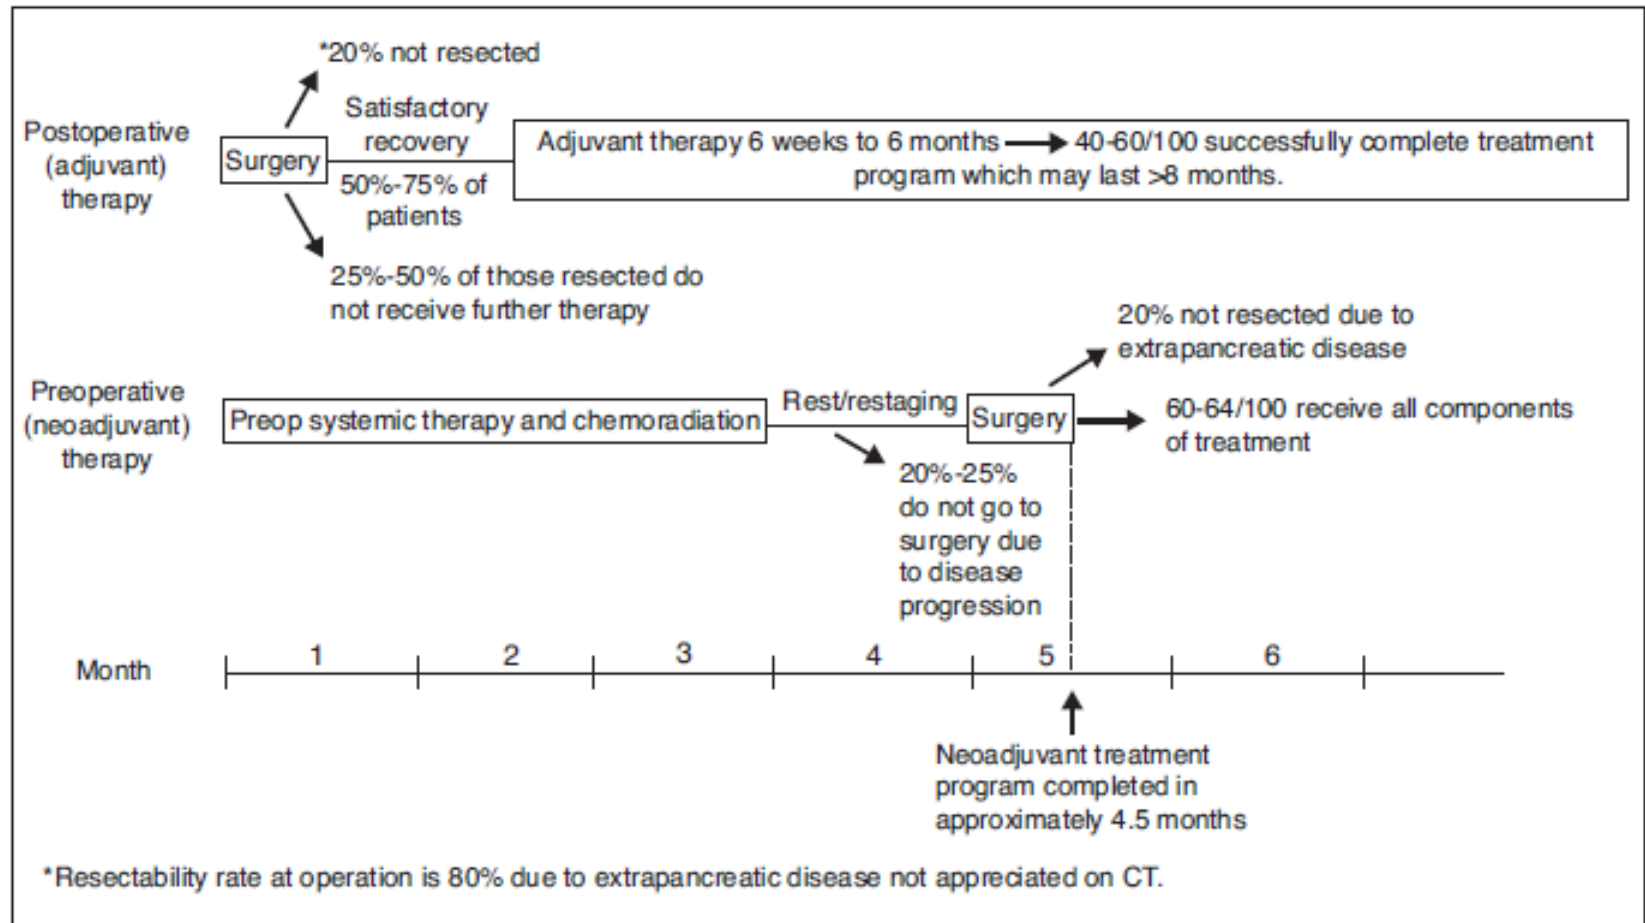 *20% not resected
Postoperative
(adjuvant)
therapy
Surgery
Satisfactory
recovery
50%-75% of
patients
Adjuvant therapy 6 weeks to 6 months 40-60/100 successfully complete treatment
program which may last >8 months.
25%-50% of those resected do
not receive further therapy
Preoperative
(neoadjuvant)
therapy
Preop systemic therapy and chemoradiation
Rest/restaging
Surgery
20% not resected due to
extrapancreatic disease
60-64/100 receive all components
of treatment
20%-25%
do not go to
surgery due
to disease
progression
Month
1 2 3 4 5 6
Neoadjuvant treatment
program completed in
approximately 4.5 months
*Resectability rate at operation is 80% due to extrapancreatic disease not appreciated on CT.